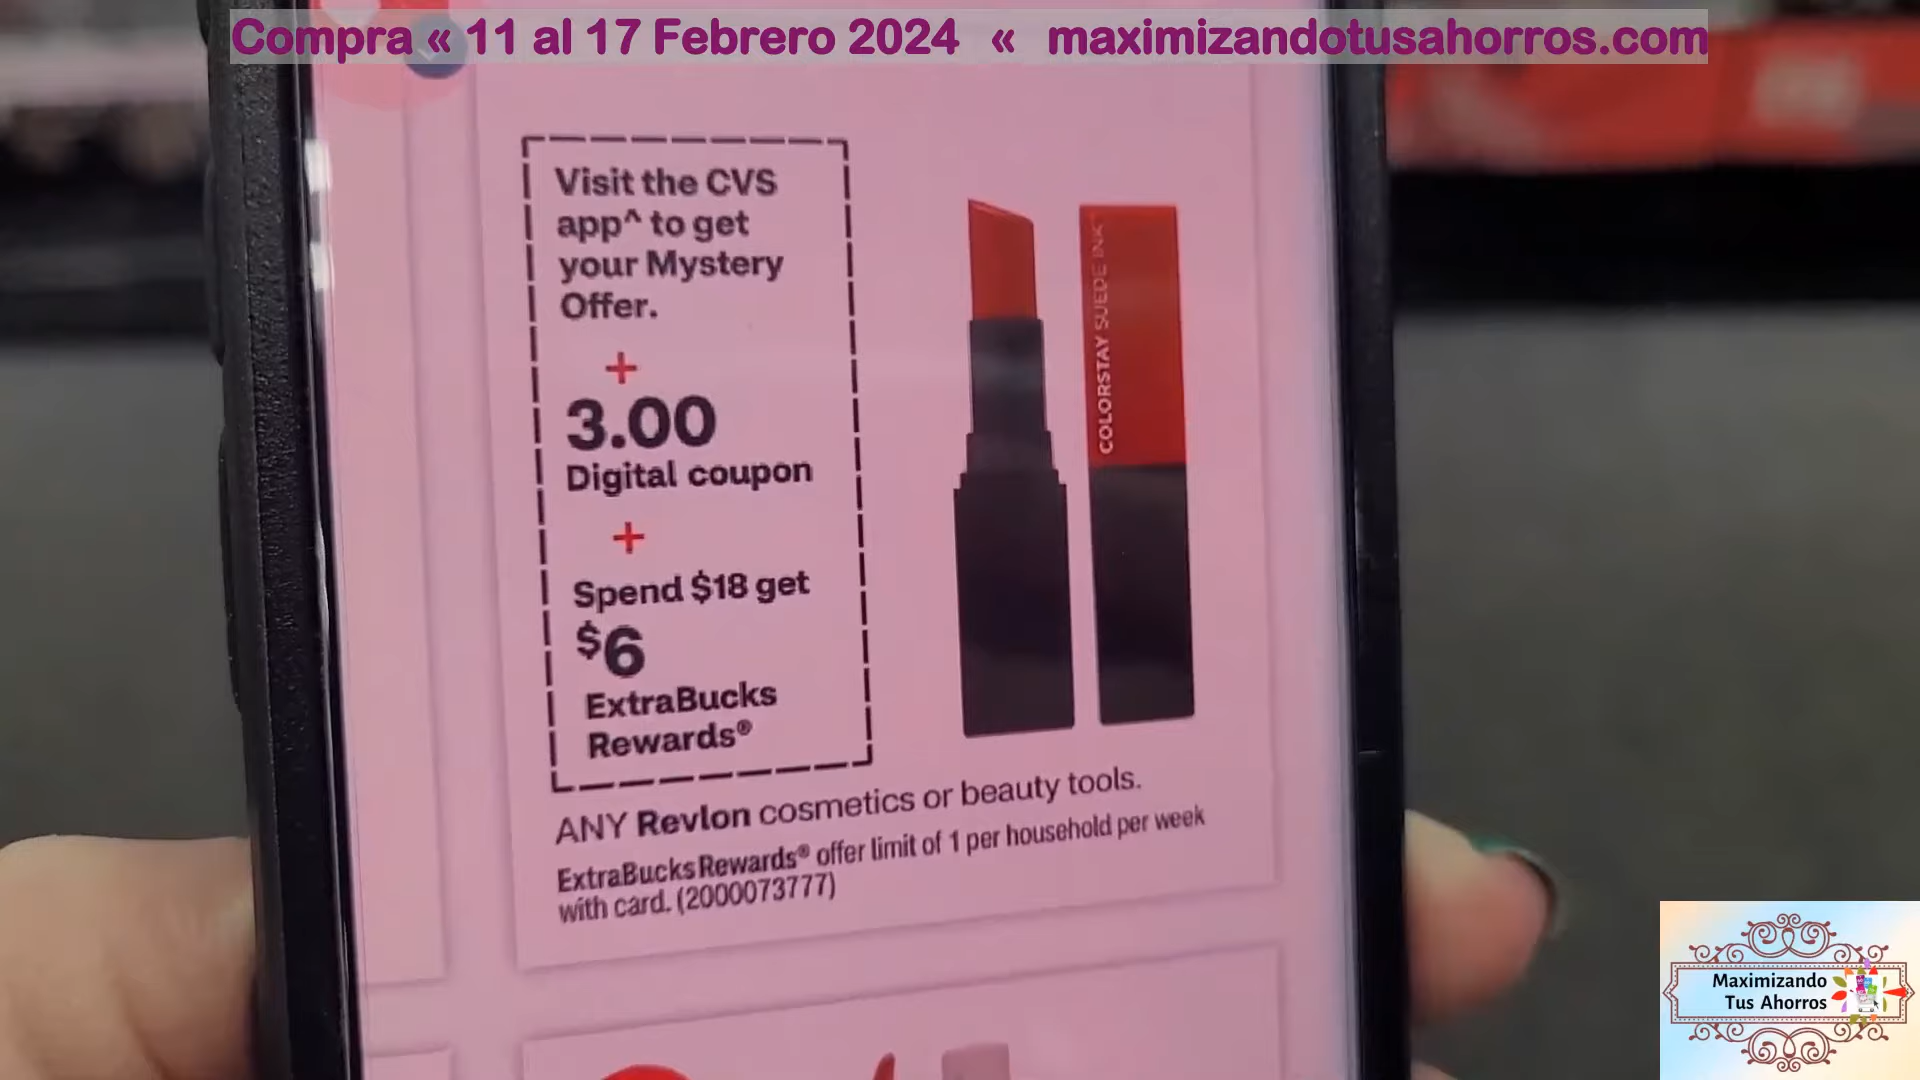 Compra « 11 al 17 Febrero 2024 « maximizandotusahorros.com
Visit the CVS
app^ to get
your Mystery
Offer.
+
3.00
Digital coupon
+
Spend $18 get
$6
ExtraBucks
Rewards®
COLORSTAY SUEDE INK™
ANY Revlon cosmetics or beauty tools.
ExtraBucks Rewards® offer limit of 1 per household per week
with card. (2000073777)
Maximizando
Tus Ahorros